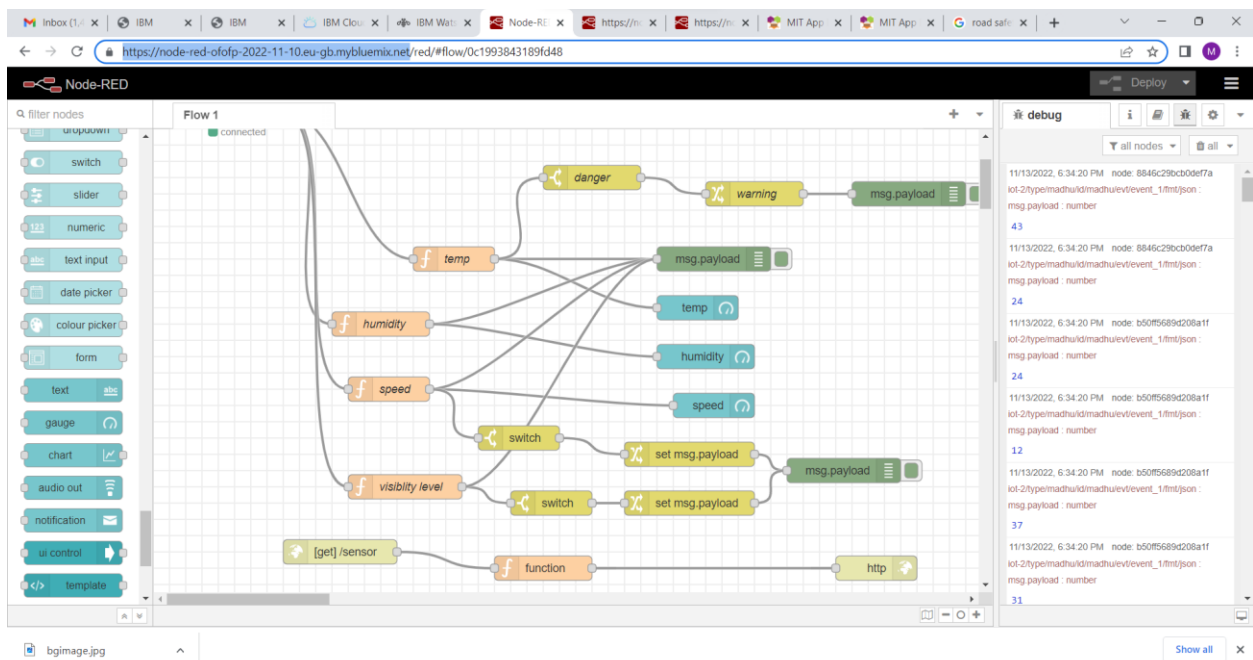 Inbox (1,4
IBM
IBM
IBM Clou
IBM Wats
Node-RE
https://no
https://no
MIT App
MIT App
road safe
https://node-red-ofofp-2022-11-10.eu-gb.mybluemix.net/red/#flow/0c1993843189fd48
M
Node-RED
Deploy
filter nodes
Flow 1
debug
i
all nodes
all
dropdown
switch
slider
123 numeric
abc text input
date picker
colour picker
form
text abc
gauge
chart
audio out
notification
ui control
</> template
connected
danger
warning
msg.payload
f temp
msg.payload
temp
f humidity
humidity
f speed
speed
switch
set msg.payload
msg.payload
f visiblity level
switch
set msg.payload
[get] /sensor
f function
http
11/13/2022, 6:34:20 PM node: 8846c29bcb0def7a
iot-2/type/madhu/id/madhu/evt/event_1/fmt/json :
msg.payload : number
43
11/13/2022, 6:34:20 PM node: 8846c29bcb0def7a
iot-2/type/madhu/id/madhu/evt/event_1/fmt/json :
msg.payload : number
24
11/13/2022, 6:34:20 PM node: b50ff5689d208a1f
iot-2/type/madhu/id/madhu/evt/event_1/fmt/json :
msg.payload : number
24
11/13/2022, 6:34:20 PM node: b50ff5689d208a1f
iot-2/type/madhu/id/madhu/evt/event_1/fmt/json :
msg.payload : number
12
11/13/2022, 6:34:20 PM node: b50ff5689d208a1f
iot-2/type/madhu/id/madhu/evt/event_1/fmt/json :
msg.payload : number
37
11/13/2022, 6:34:20 PM node: b50ff5689d208a1f
iot-2/type/madhu/id/madhu/evt/event_1/fmt/json :
msg.payload : number
31
bgimage.jpg
Show all